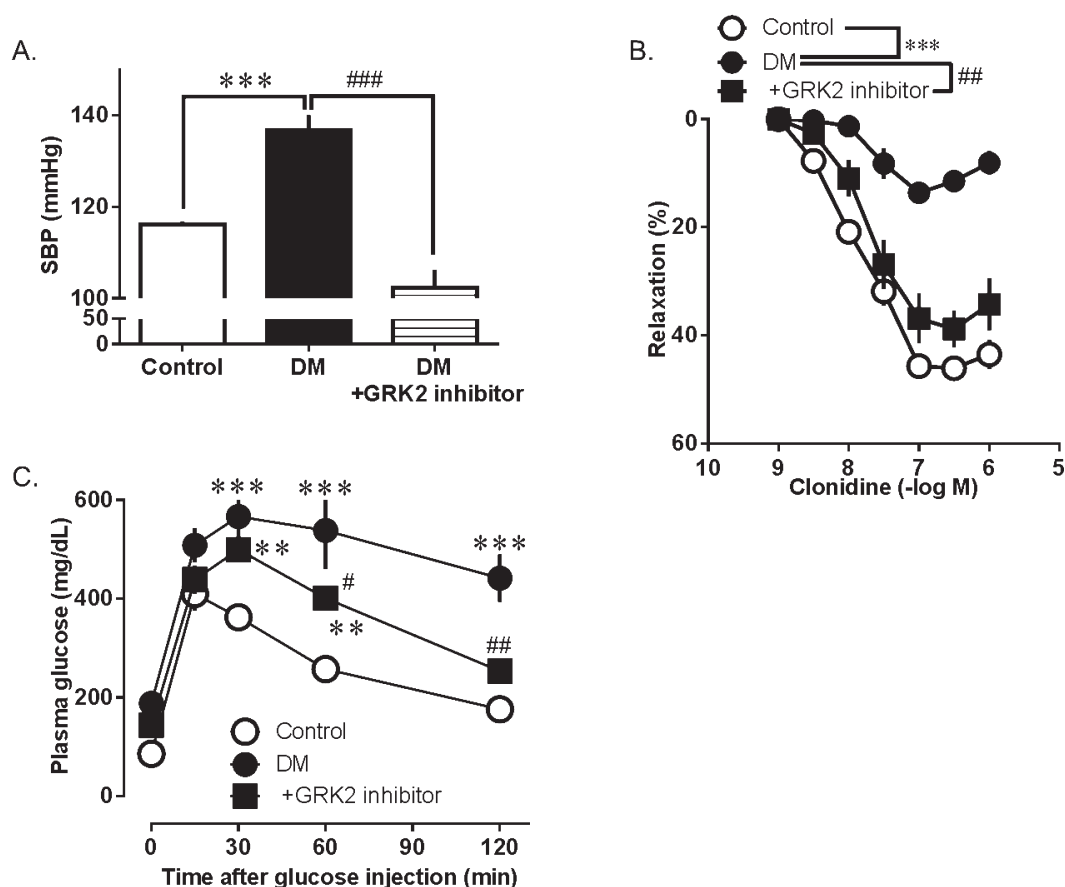 A.
*** ###
140
120
100
50
0
SBP (mmHg)
Control DM DM
+GRK2 inhibitor
B.
Control
***
DM
##
+GRK2 inhibitor
0
20
40
60
Relaxation (%)
10 9 8 7 6 5
Clonidine (-log M)
C.
600
400
200
0
Plasma glucose (mg/dL)
*** ***
***
**
#
**
##
Control
DM
+GRK2 inhibitor
0 30 60 90 120
Time after glucose injection (min)